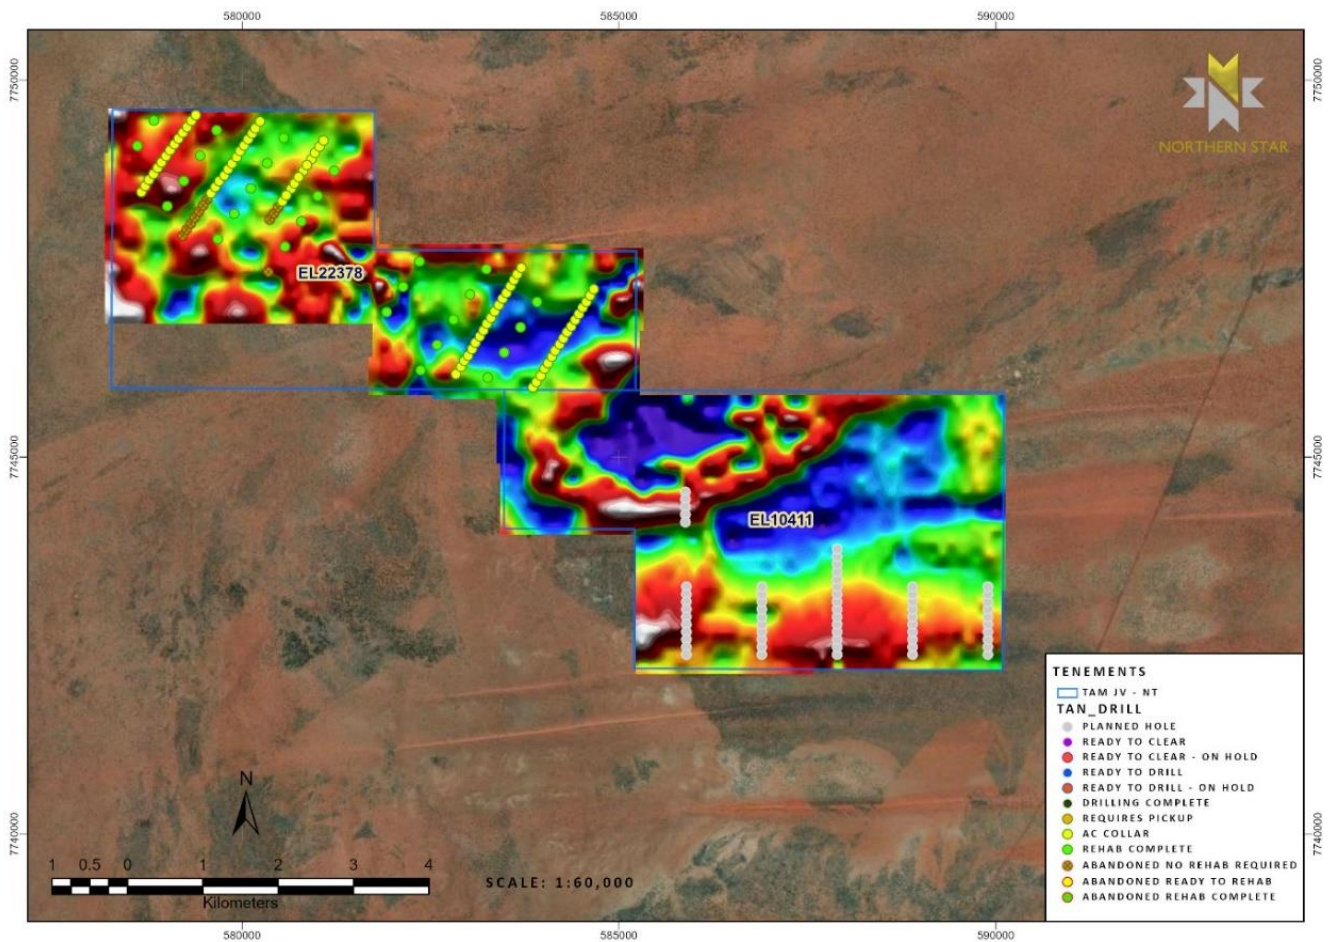 580000
585000
590000
7750000
7750000
NORTHERN STAR
EL22378
7745000
7745000
EL10411
TENEMENTS
TAM JV - NT
TAN_DRILL
PLANNED HOLE
READY TO CLEAR
READY TO CLEAR - ON HOLD
READY TO DRILL
READY TO DRILL - ON HOLD
DRILLING COMPLETE
REQUIRES PICKUP
AC COLLAR
REHAB COMPLETE
ABANDONED NO REHAB REQUIRED
ABANDONED READY TO REHAB
ABANDONED REHAB COMPLETE
N
7740000
7740000
1 0.5 0 1 2 3 4
Kilometers
SCALE: 1:60,000
580000
585000
590000